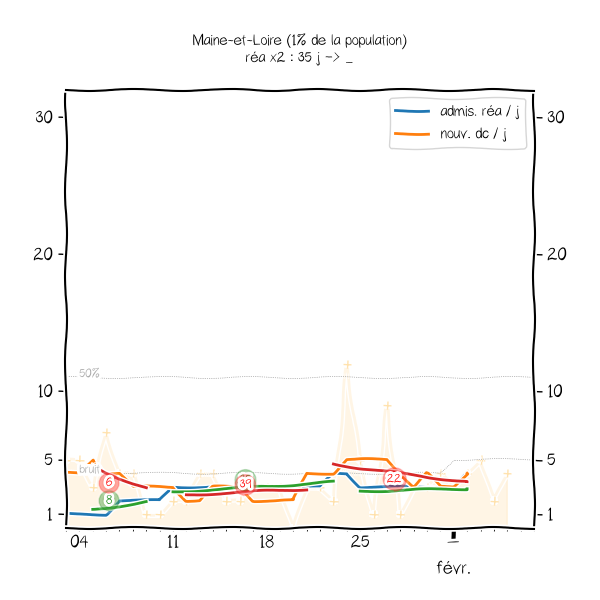 Maine-et-Loire (1% de la population)
réa x2 : 35 j -> _
admis. réa / j
nouv. dc / j
30 30
20 20
50%
10 10
5 5
bruit
6 39 22
8
1 1
04 11 18 25 1
févr.